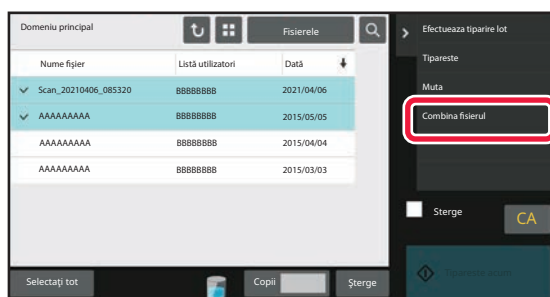 Domeniu principal
Fisierele
Nume fișier Listă utilizatori Dată
Scan_20210406_085320 BBBBBBBB 2021/04/06
AAAAAAAAA BBBBBBBB 2015/05/05
AAAAAAAAA BBBBBBBB 2015/04/04
AAAAAAAAA BBBBBBBB 2015/03/03
Selectați tot
Copii
Șterge
Efectueaza tiparire lot
Tipareste
Muta
Combina fisierul
Sterge
CA